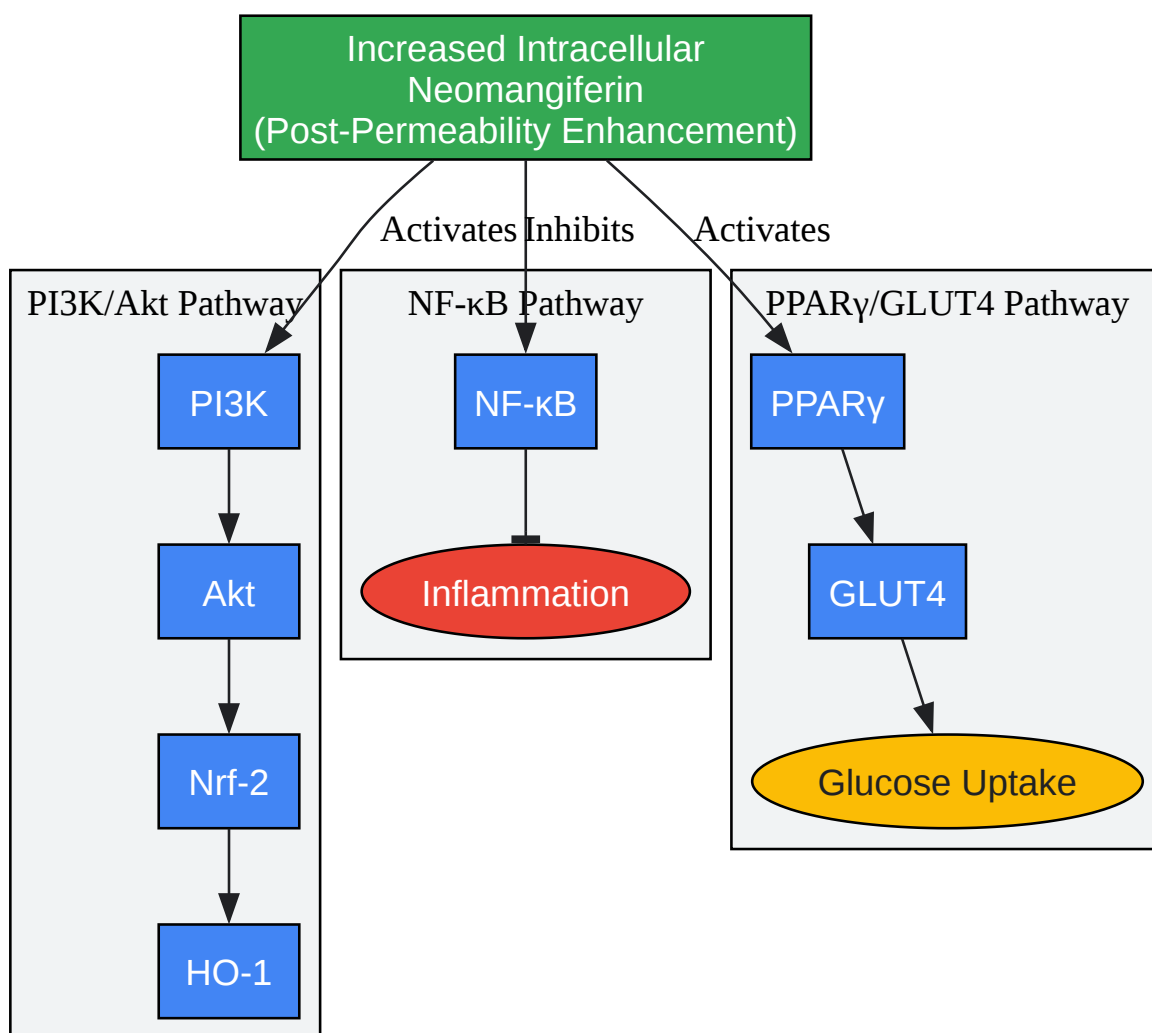 Increased Intracellular
Neomangiferin
(Post-Permeability Enhancement)
Activates
Inhibits
Activates
PI3K/Akt Pathway
NF-κB Pathway
PPARγ/GLUT4 Pathway
PI3K
NF-κB
PPARγ
Akt
Inflammation
GLUT4
Nrf-2
Glucose Uptake
HO-1